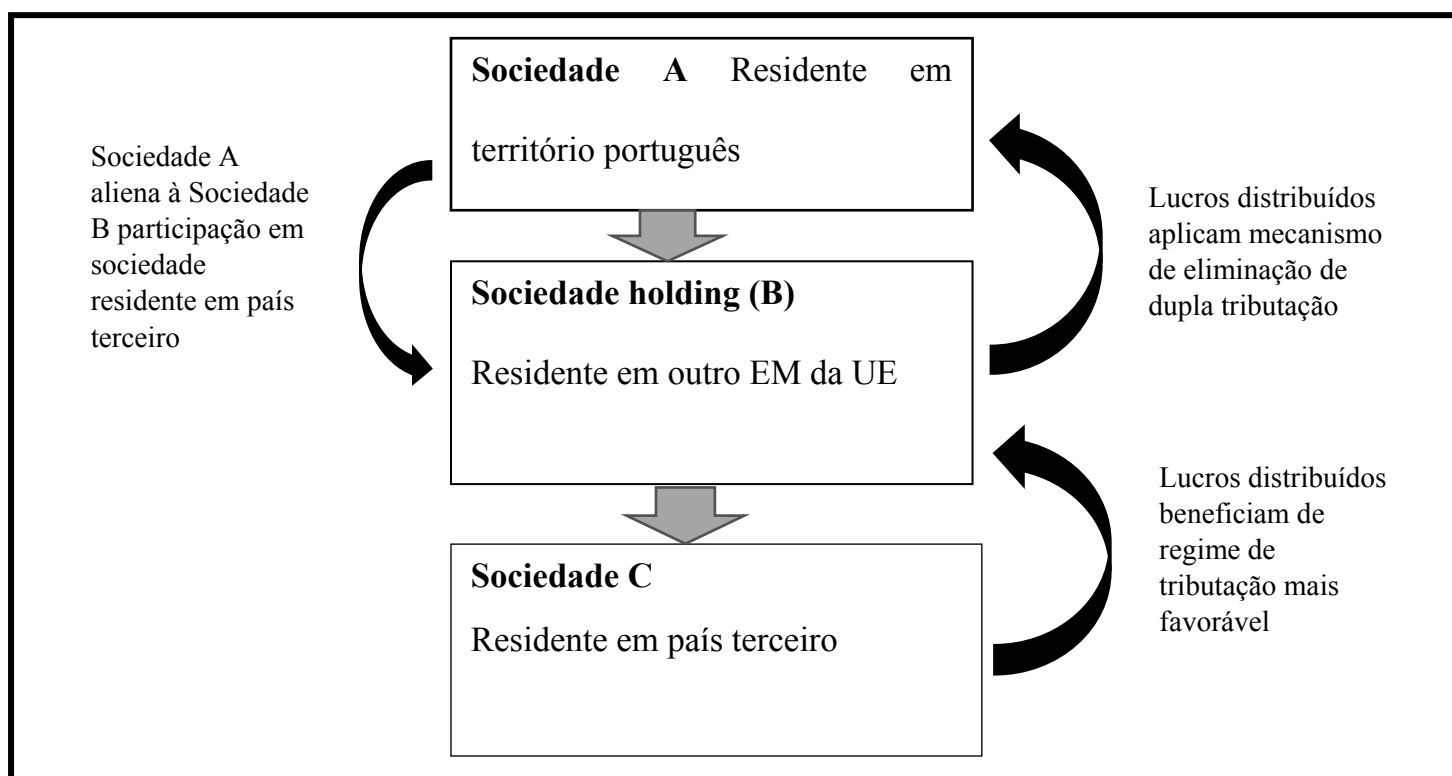 Sociedade A Residente em
território português
Sociedade A
aliena à Sociedade
B participação em
sociedade
residente em país
terceiro
Lucros distribuídos
aplicam mecanismo
de eliminação de
dupla tributação
Sociedade holding (B)
Residente em outro EM da UE
Lucros distribuídos
beneficiam de
regime de
tributação mais
favorável
Sociedade C
Residente em país terceiro